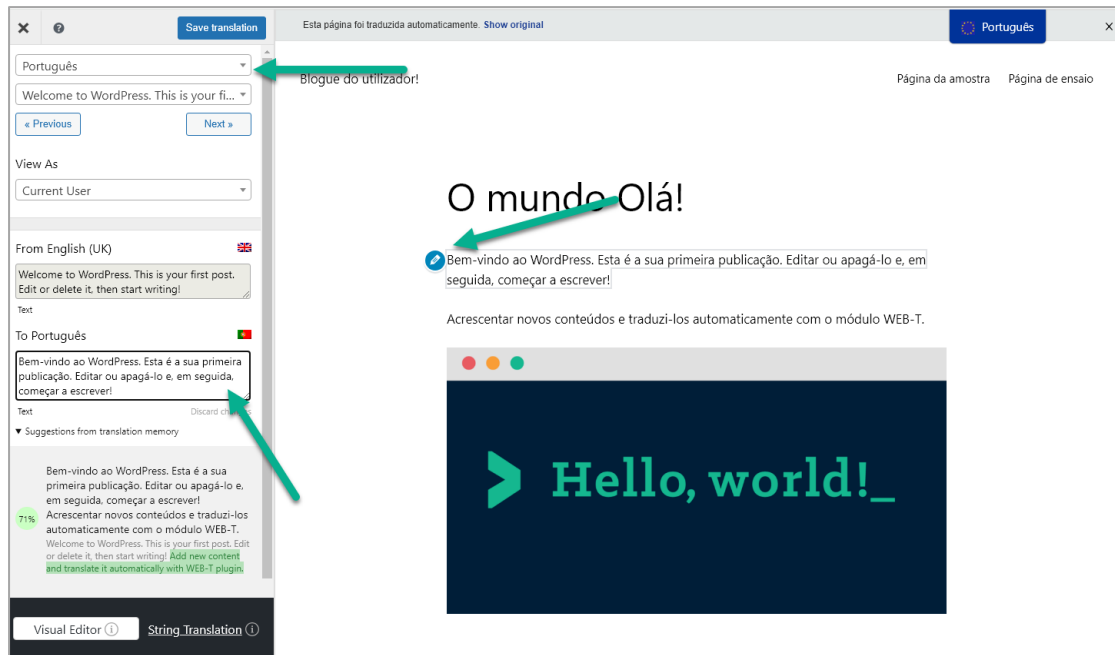 Save translation
Português
Welcome to WordPress. This is your fi...
« Previous
Next »
View As
Current User
From English (UK)
Welcome to WordPress. This is your first post.
Edit or delete it, then start writing!
Text
To Português
Bem-vindo ao WordPress. Esta é a sua primeira
publicação. Editar ou apagá-lo e, em seguida,
começar a escrever!
Text
Discard
Suggestions from translation memory
71%
Bem-vindo ao WordPress. Esta é a sua
primeira publicação. Editar ou apagá-lo e,
em seguida, começar a escrever!
Acrescentar novos conteúdos e traduzi-los
automaticamente com o módulo WEB-T.
Welcome to WordPress. This is your first post. Edit
or delete it, then start writing! Add new content
and translate it automatically with WEB-T plugin.
Visual Editor
String Translation
Esta página foi traduzida automaticamente. Show original
Português
Blogue do utilizador!
Página da amostra
Página de ensaio
O mundo Olá!
Bem-vindo ao WordPress. Esta é a sua primeira publicação. Editar ou apagá-lo e, em
seguida, começar a escrever!
Acrescentar novos conteúdos e traduzi-los automaticamente com o módulo WEB-T.
> Hello, world!_